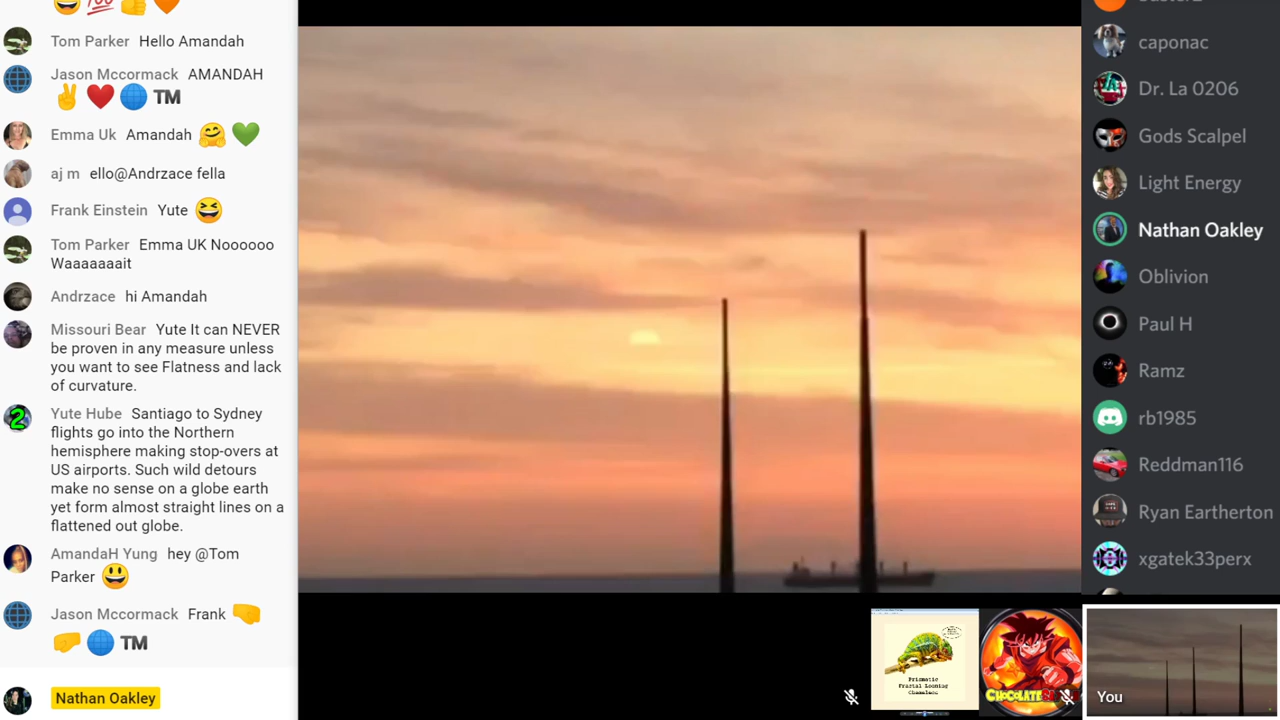 Tom Parker Hello Amandah
Jason Mccormack AMANDAH
✌️❤️🌐™️
Emma Uk Amandah 🤗💚
aj m ello@Andrzace fella
Frank Einstein Yute 😆
Tom Parker Emma UK Noooooo
Waaaaaaait
Andrzace hi Amandah
Missouri Bear Yute It can NEVER
be proven in any measure unless
you want to see Flatness and lack
of curvature.
Yute Hube Santiago to Sydney
flights go into the Northern
hemisphere making stop-overs at
US airports. Such wild detours
make no sense on a globe earth
yet form almost straight lines on a
flattened out globe.
AmandaH Yung hey @Tom
Parker 😃
Jason Mccormack Frank 🤜
🤛🌐™️
Nathan Oakley
caponac
Dr. La 0206
Gods Scalpel
Light Energy
Nathan Oakley
Oblivion
Paul H
Ramz
rb1985
Reddman116
Ryan Eartherton
xgatek33perx
Prismatic
Fractal Looming
Chameleon
You